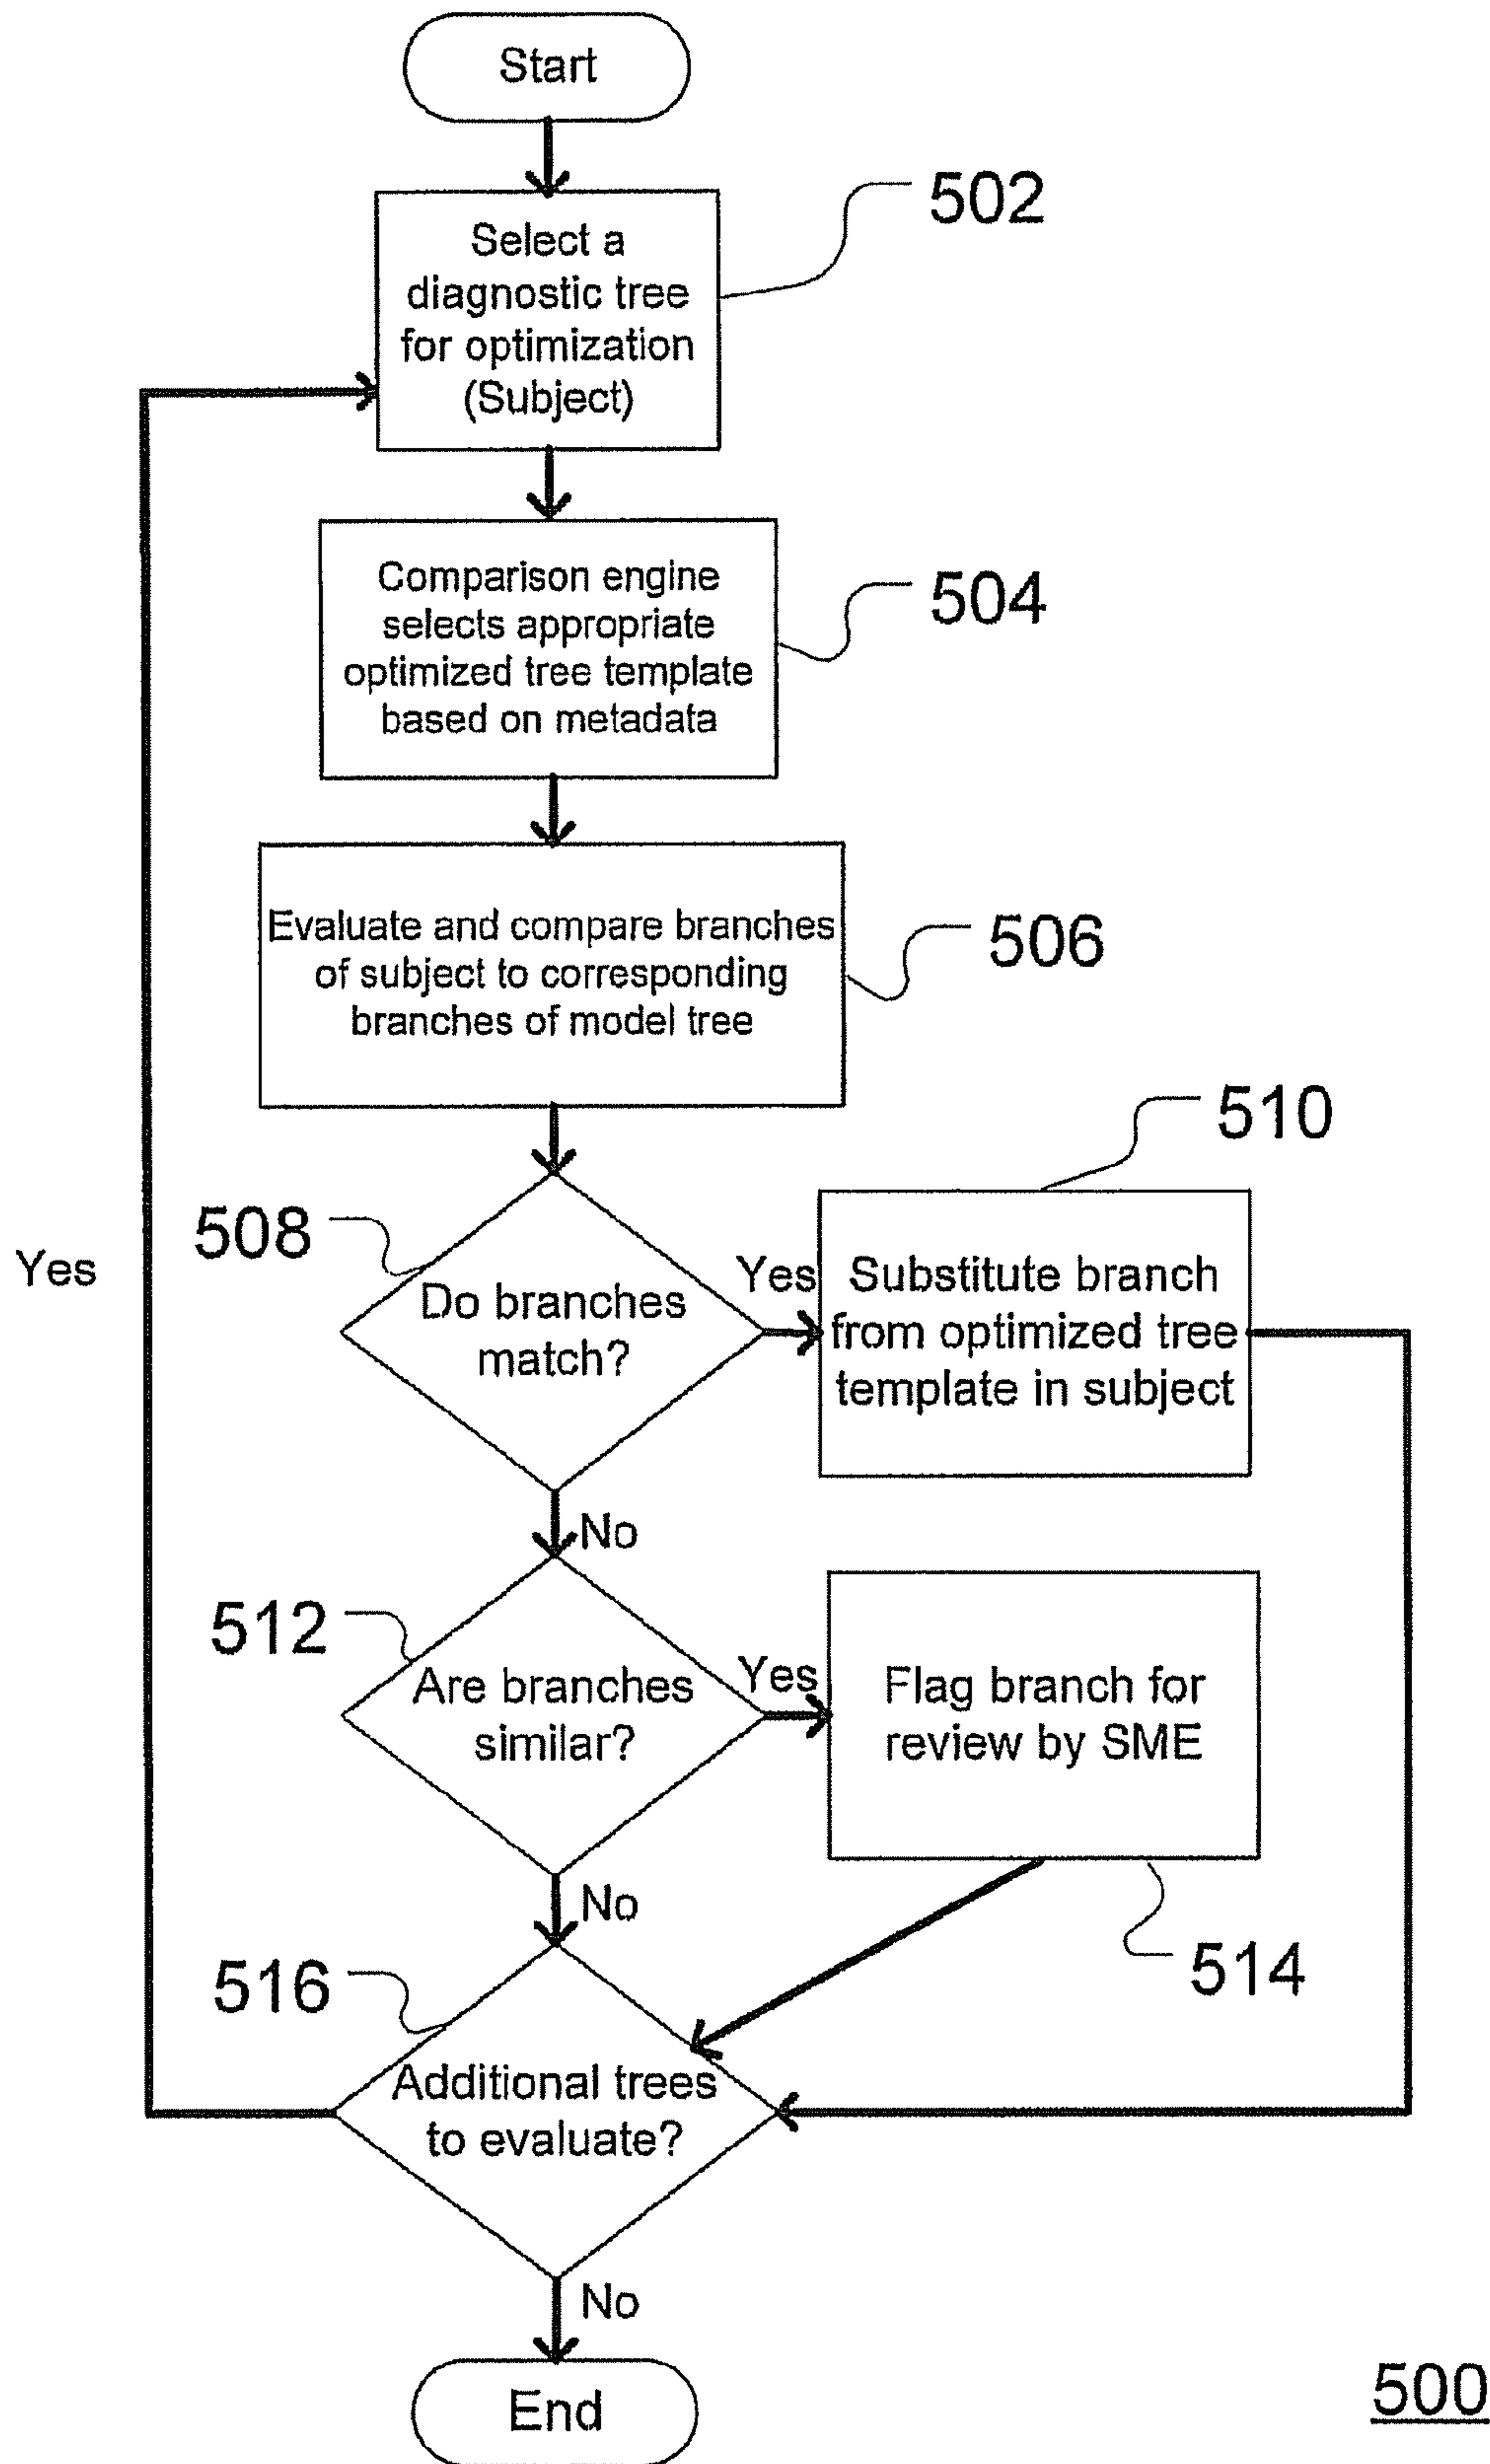 Start
502
Select a
diagnostic tree
for optimization
(Subject)
504
Comparison engine
selects appropriate
optimized tree template
based on metadata
506
Evaluate and compare branches
of subject to corresponding
branches of model tree
508
Do branches
match?
Yes
510
Substitute branch
from optimized tree
template in subject
Yes
No
512
Are branches
similar?
Yes
Flag branch for
review by SME
514
No
516
Additional trees
to evaluate?
No
End
500